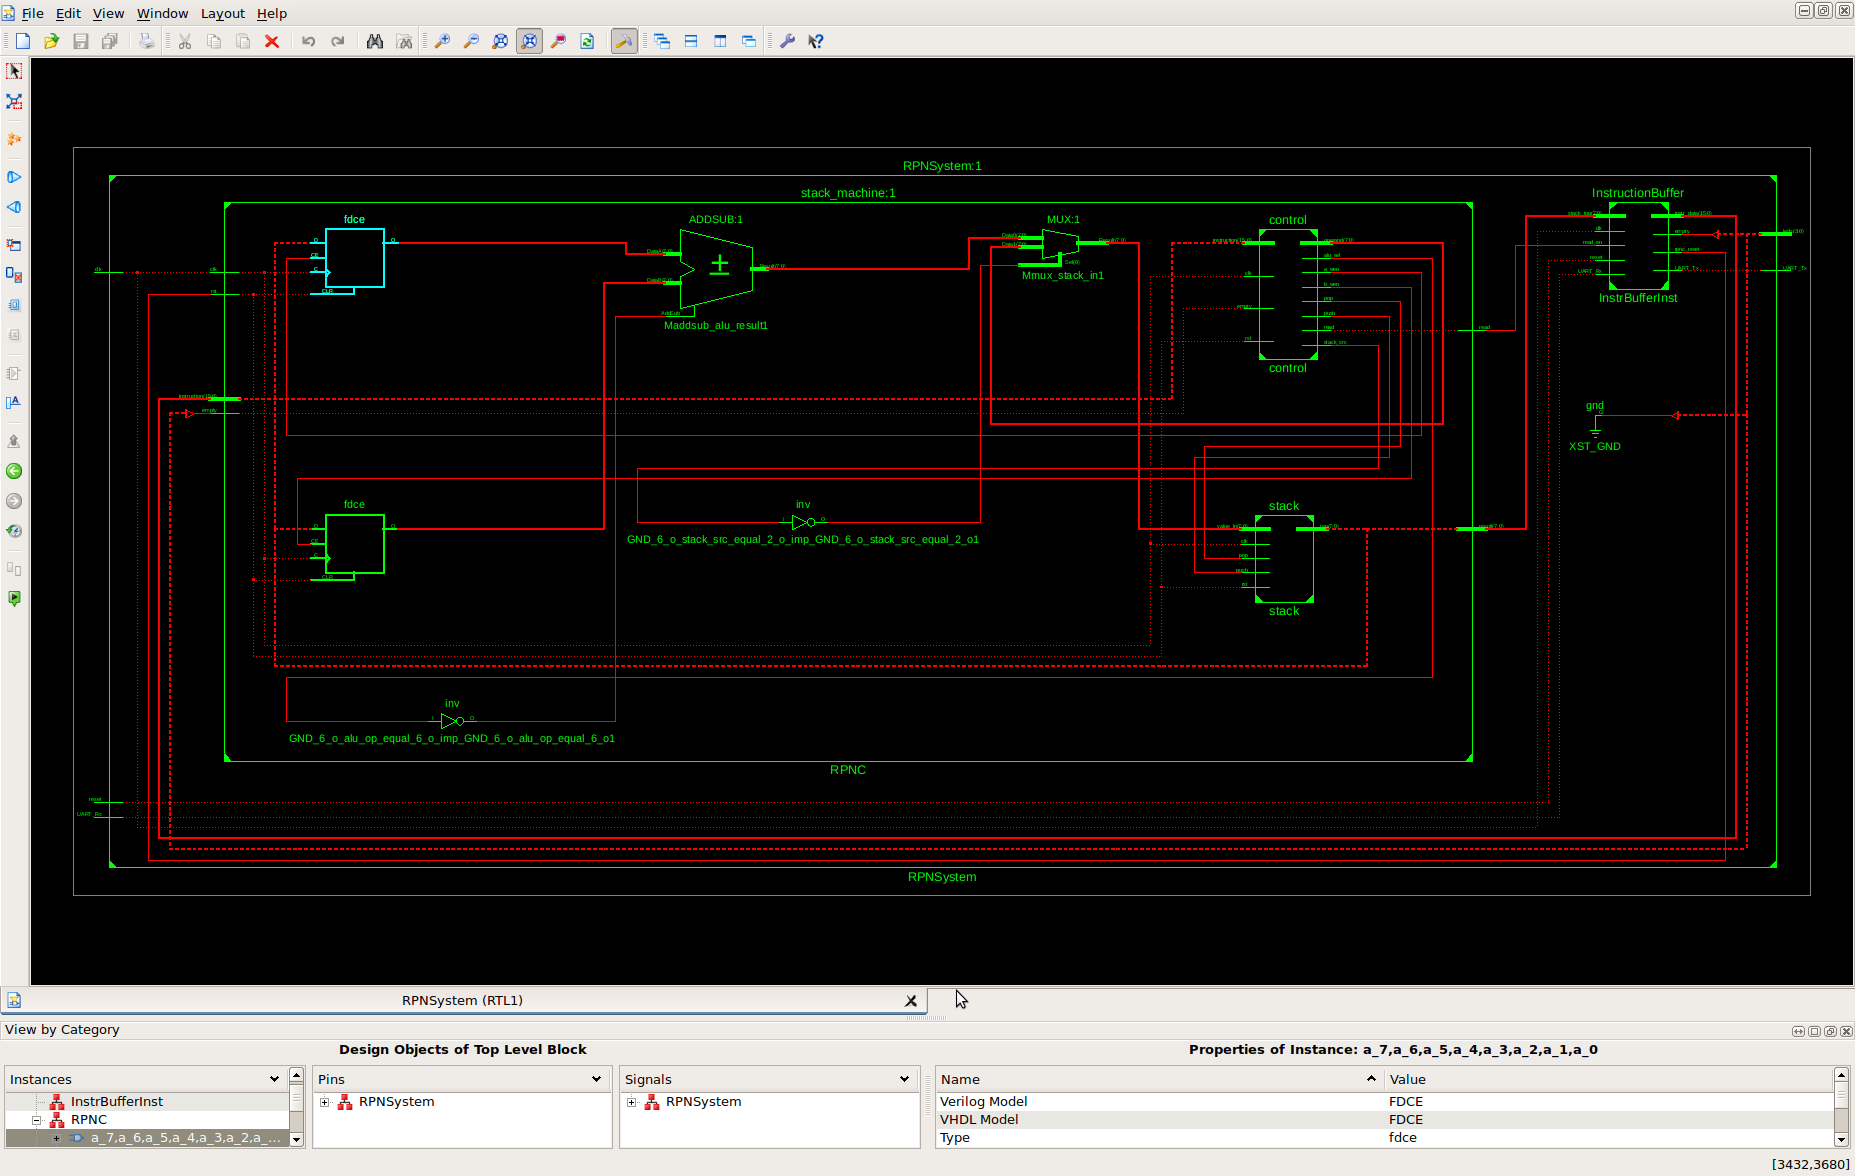 File Edit View Window Layout Help
RPNSystem:1
stack_machine:1
InstructionBuffer
fdce
ADDSUB:1
MUX:1
control
Mmux_stack_in1
InstrBufferInst
Maddsub_alu_result1
control
gnd
XST_GND
fdce
inv
stack
GND_6_o_stack_src_equal_2_o_imp_GND_6_o_stack_src_equal_2_o1
stack
inv
GND_6_o_alu_op_equal_6_o_imp_GND_6_o_alu_op_equal_6_o1
RPNC
reset
UART_Rx
RPNSystem
RPNSystem (RTL1)
View by Category
Design Objects of Top Level Block
Properties of Instance: a_7,a_6,a_5,a_4,a_3,a_2,a_1,a_0
Instances
Pins
Signals
Name Value
InstrBufferInst
RPNSystem
RPNSystem
Verilog Model FDCE
RPNC
VHDL Model FDCE
a_7,a_6,a_5,a_4,a_3,a_2,a_...
Type fdce
[3432,3680]